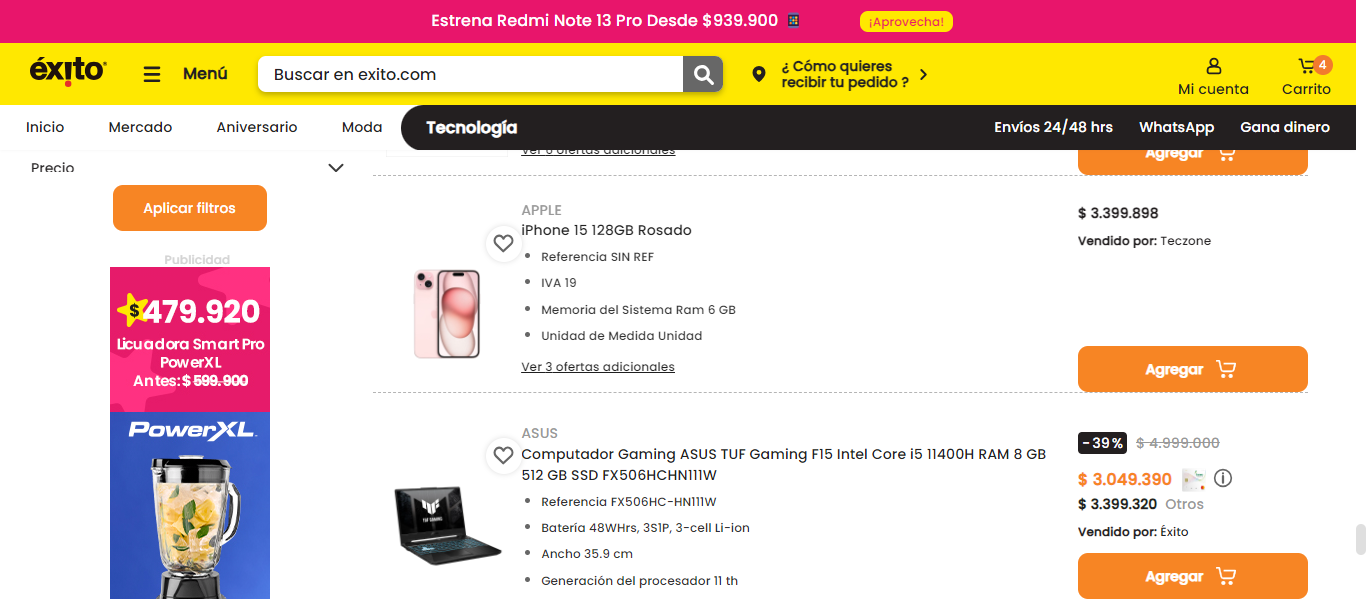 Estrena Redmi Note 13 Pro Desde $939.900
¡Aprovecha!
éxito
Menú
Buscar en exito.com
¿ Cómo quieres
recibir tu pedido ?
Mi cuenta
4
Carrito
Inicio
Mercado
Aniversario
Moda
Tecnología
Envíos 24/48 hrs
WhatsApp
Gana dinero
Precio
Aplicar filtros
Publicidad
$479.920
Licuadora Smart Pro
PowerXL
Antes: $ 599.900
PowerXL
Ver 6 ofertas adicionales
Agregar
APPLE
iPhone 15 128GB Rosado
Referencia SIN REF
IVA 19
Memoria del Sistema Ram 6 GB
Unidad de Medida Unidad
Ver 3 ofertas adicionales
$ 3.399.898
Vendido por: Teczone
Agregar
ASUS
Computador Gaming ASUS TUF Gaming F15 Intel Core i5 11400H RAM 8 GB
512 GB SSD FX506HCHN111W
Referencia FX506HC-HN111W
Batería 48WHrs, 3S1P, 3-cell Li-ion
Ancho 35.9 cm
Generación del procesador 11 th
TUF GAMING
-39% $ 4.999.000
$ 3.049.390
$ 3.399.320 Otros
Vendido por: Éxito
Agregar